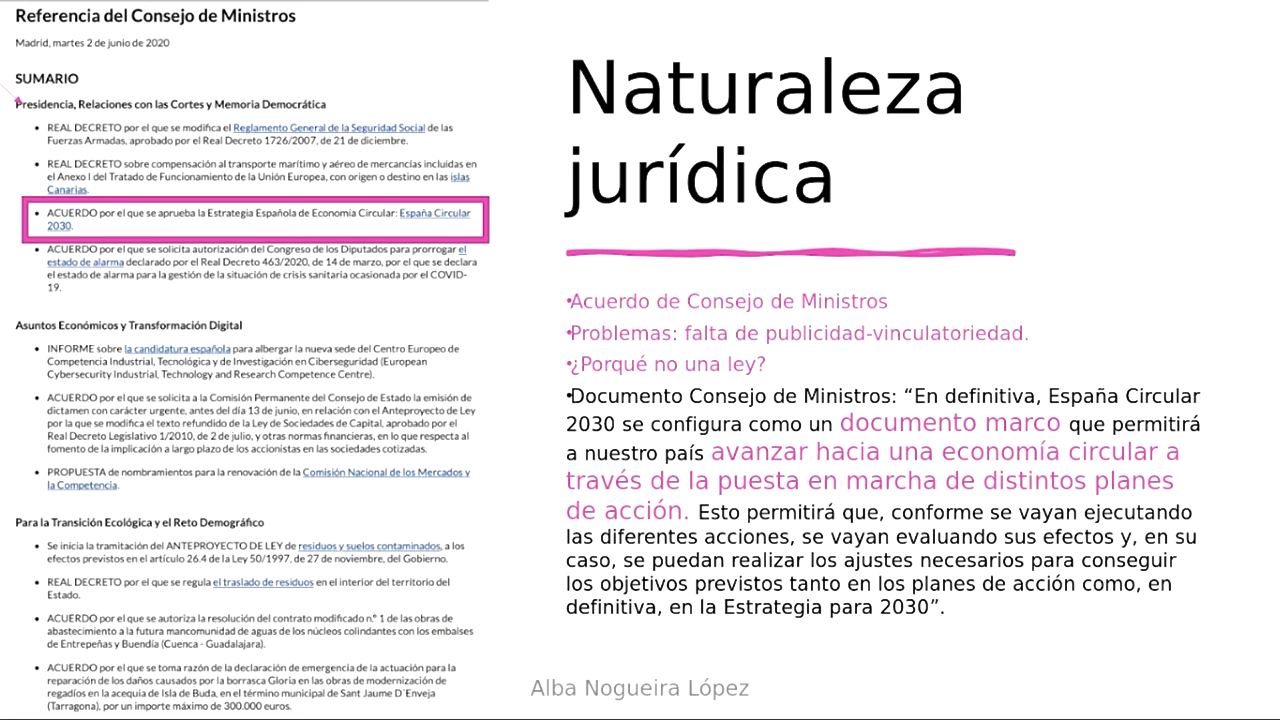 Referencia del Consejo de Ministros
Madrid, martes 2 de junio de 2020
SUMARIO
Presidencia, Relaciones con las Cortes y Memoria Democrática
• REAL DECRETO por el que se modifica el Reglamento General de la Seguridad Social de las
Fuerzas Armadas, aprobado por el Real Decreto 1726/2007, de 21 de diciembre.
• REAL DECRETO sobre compensación al transporte marítimo y aéreo de mercancías incluidas en
el Anexo I del Tratado de Funcionamiento de la Unión Europea, con origen o destino en las islas
Canarias.
• ACUERDO por el que se aprueba la Estrategia Española de Economía Circular: España Circular
2030.
• ACUERDO por el que se solicita autorización del Congreso de los Diputados para prorrogar el
estado de alarma declarado por el Real Decreto 463/2020, de 14 de marzo, por el que se declara
el estado de alarma para la gestión de la situación de crisis sanitaria ocasionada por el COVID-
19.
Asuntos Económicos y Transformación Digital
• INFORME sobre la candidatura española para albergar la nueva sede del Centro Europeo de
Competencia Industrial, Tecnológica y de Investigación en Ciberseguridad (European
Cybersecurity Industrial, Technology and Research Competence Centre).
• ACUERDO por el que se solicita a la Comisión Permanente del Consejo de Estado la emisión de
dictamen con carácter urgente, antes del día 13 de junio, en relación con el Anteproyecto de Ley
por la que se modifica el texto refundido de la Ley de Sociedades de Capital, aprobado por el
Real Decreto Legislativo 1/2010, de 2 de julio, y otras normas financieras, en lo que respecta al
fomento de la implicación a largo plazo de los accionistas en las sociedades cotizadas.
• PROPUESTA de nombramientos para la renovación de la Comisión Nacional de los Mercados y
la Competencia.
Para la Transición Ecológica y el Reto Demográfico
• Se inicia la tramitación del ANTEPROYECTO DE LEY de residuos y suelos contaminados, a los
efectos previstos en el artículo 26.4 de la Ley 50/1997, de 27 de noviembre, del Gobierno.
• REAL DECRETO por el que se regula el traslado de residuos en el interior del territorio del
Estado.
• ACUERDO por el que se autoriza la resolución del contrato modificado n.º 1 de las obras de
abastecimiento a la futura mancomunidad de aguas de los núcleos colindantes con los embalses
de Entrepeñas y Buendía (Cuenca - Guadalajara).
• ACUERDO por el que se toma razón de la declaración de emergencia de la actuación para la
reparación de los daños causados por la borrasca Gloria en las obras de modernización de
regadíos en la acequia de Isla de Buda, en el término municipal de Sant Jaume D´Enveja
(Tarragona), por un importe máximo de 300.000 euros.
Naturaleza
jurídica
•Acuerdo de Consejo de Ministros
•Problemas: falta de publicidad-vinculatoriedad.
•¿Porqué no una ley?
•Documento Consejo de Ministros: “En definitiva, España Circular
2030 se configura como un documento marco que permitirá
a nuestro país avanzar hacia una economía circular a
través de la puesta en marcha de distintos planes
de acción. Esto permitirá que, conforme se vayan ejecutando
las diferentes acciones, se vayan evaluando sus efectos y, en su
caso, se puedan realizar los ajustes necesarios para conseguir
los objetivos previstos tanto en los planes de acción como, en
definitiva, en la Estrategia para 2030”.
Alba Nogueira López